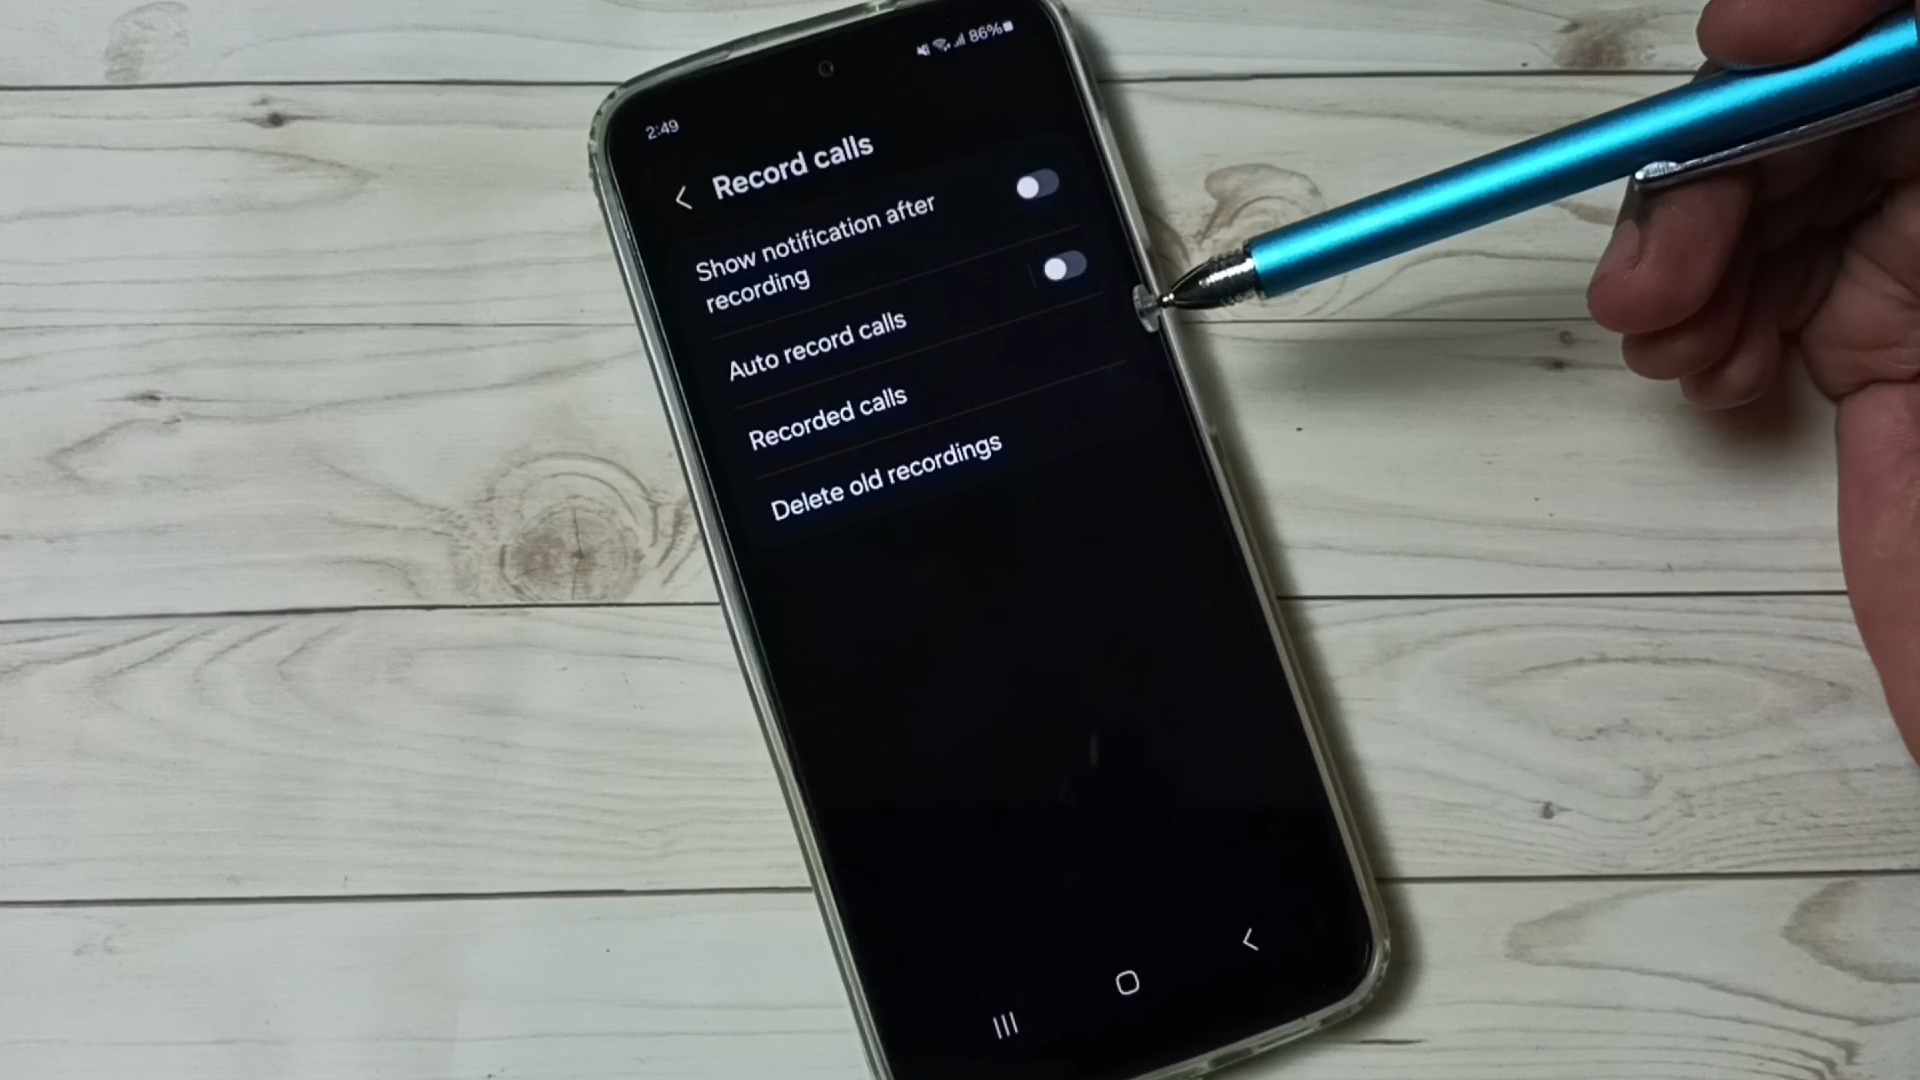 2:49
86%
Record calls
Show notification after
recording
Auto record calls
Recorded calls
Delete old recordings